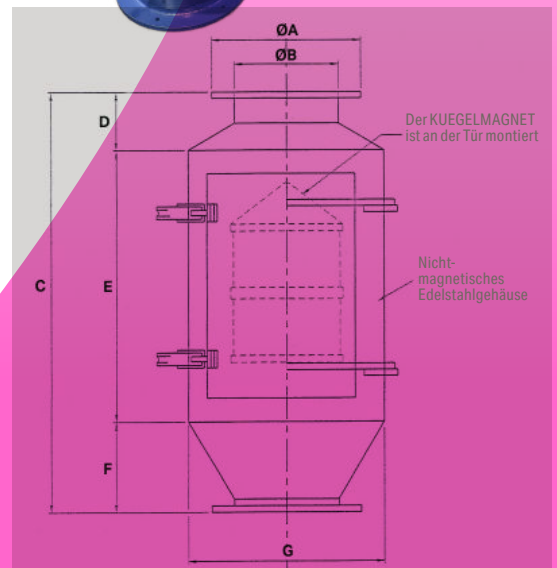 ØA
ØB
D
Der KUEGELMAGNET
ist an der Tür montiert
C
E
Nicht-
magnetisches
Edelstahlgehäuse
F
G